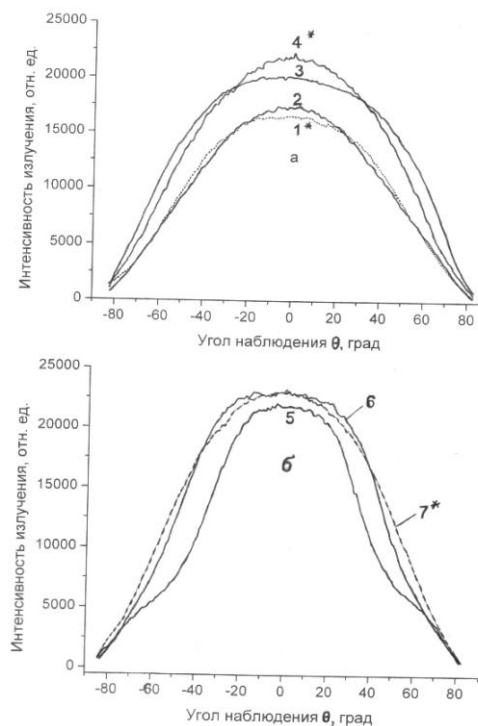 Интенсивность излучения, отн. ед.
25000
20000
15000
10000
5000
0
4*
3
2
1*
а
-80 -60 -40 -20 0 20 40 60 80
Угол наблюдения θ, град
Интенсивность излучения, отн. ед.
25000
20000
15000
10000
5000
0
5
6
7*
б
-80 -60 -40 -20 0 20 40 60 80
Угол наблюдения θ, град